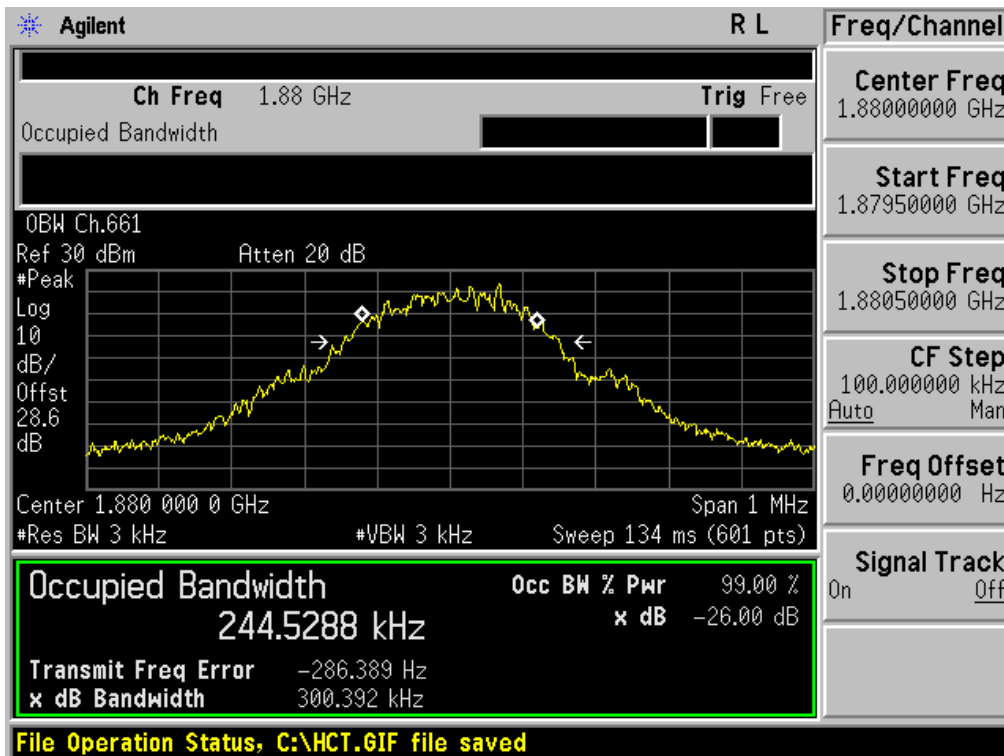 Agilent R L Freq/Channel
Ch Freq 1.88 GHz Trig Free
Occupied Bandwidth
Center Freq
1.88000000 GHz
Start Freq
1.87950000 GHz
Stop Freq
1.88050000 GHz
CF Step
100.000000 kHz
Auto Man
Freq Offset
0.00000000 Hz
Signal Track
On Off
OBW Ch.661
Ref 30 dBm Atten 20 dB
#Peak
Log
10
dB/
Offst
28.6
dB
Center 1.880 000 0 GHz Span 1 MHz
#Res BW 3 kHz #VBW 3 kHz Sweep 134 ms (601 pts)
Occupied Bandwidth Occ BW % Pwr 99.00 %
244.5288 kHz x dB -26.00 dB
Transmit Freq Error -286.389 Hz
x dB Bandwidth 300.392 kHz
File Operation Status, C:\HCT.GIF file saved